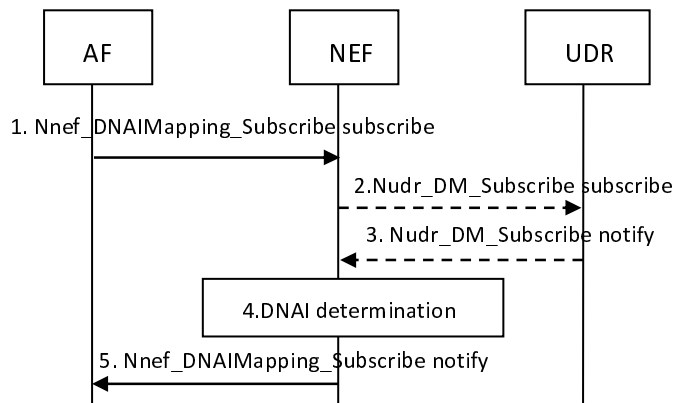 AF
NEF
UDR
1. Nnef_DNAIMapping_Subscribe subscribe
2.Nudr_DM_Subscribe subscribe
3. Nudr_DM_Subscribe notify
4.DNAI determination
5. Nnef_DNAIMapping_Subscribe notify